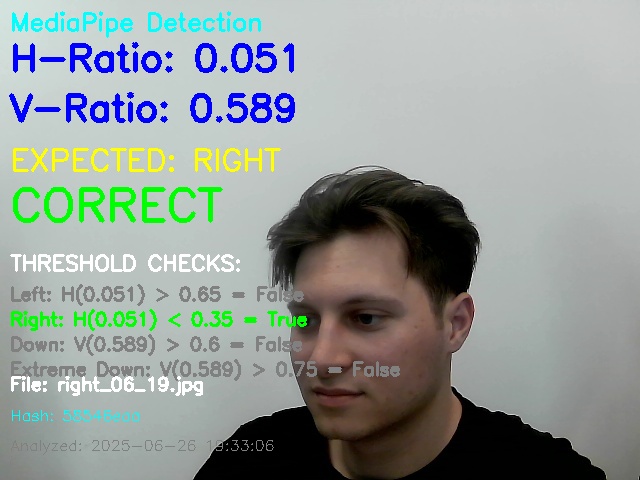 MediaPipe Detection
H-Ratio: 0.051
V-Ratio: 0.589
EXPECTED: RIGHT
CORRECT
THRESHOLD CHECKS:
Left: H(0.051) > 0.65 = False
Right: H(0.051) < 0.35 = True
Down: V(0.589) > 0.6 = False
Extreme Down: V(0.589) > 0.75 = False
File: right_06_19.jpg
Hash:
Analyzed: 2025-06-26 19:33:06